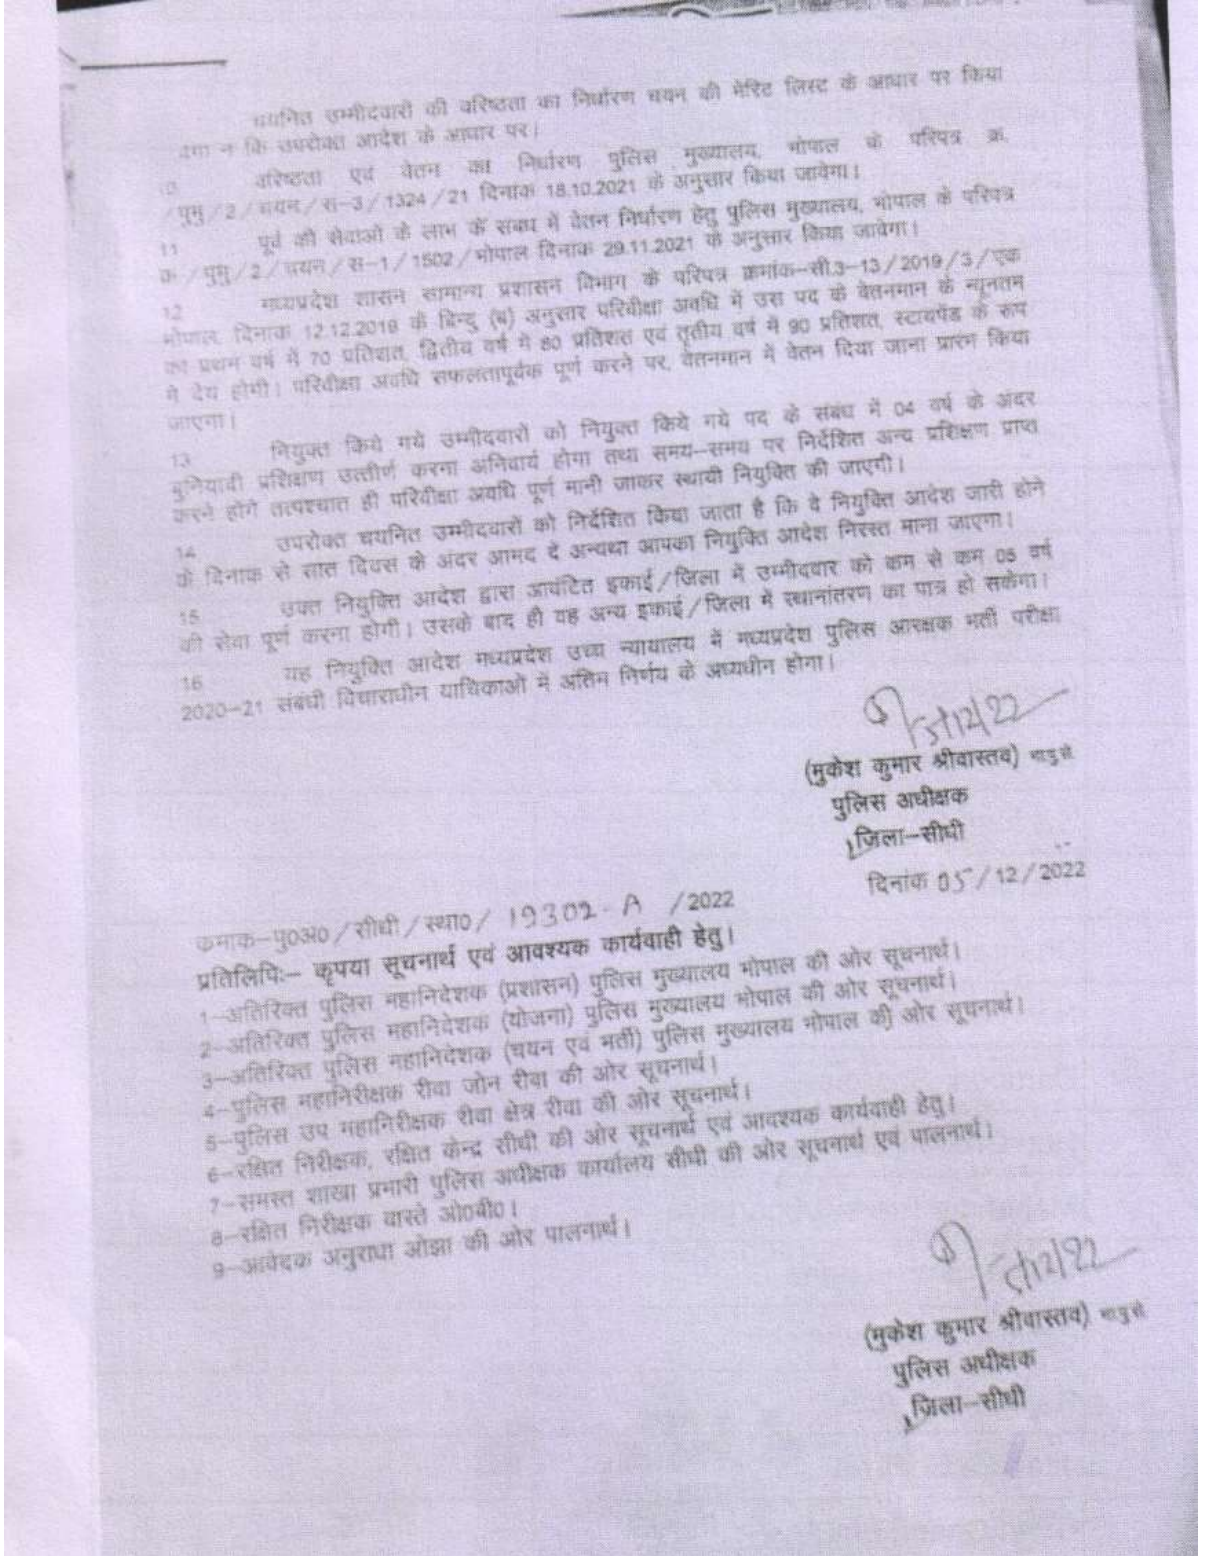 चयनित उम्मीदवारों की वरिष्ठता का निर्धारण चयन की मेरिट लिस्ट के आधार पर किया
न कि उपरोक्त आदेश के आधार पर।
10 वरिष्ठता एवं वेतन का निर्धारण पुलिस मुख्यालय, भोपाल के परिपत्र क्र.
/पुमु/2/चयन/स-3/1324/21 दिनांक 18.10.2021 के अनुसार किया जावेगा।
11 पूर्व की सेवाओं के लाभ के संबंध में वेतन निर्धारण हेतु पुलिस मुख्यालय, भोपाल के परिपत्र
क्र/पुमु/2/चयन/स-1/1502/भोपाल दिनांक 29.11.2021 के अनुसार किया जावेगा।
12 मध्यप्रदेश शासन सामान्य प्रशासन विभाग के परिपत्र क्रमांक-सी.3-13/2019/3/एक
भोपाल, दिनांक 12.12.2019 के बिन्दु (ब) अनुसार परिवीक्षा अवधि में उस पद के वेतनमान के न्यूनतम
का प्रथम वर्ष में 70 प्रतिशत, द्वितीय वर्ष में 80 प्रतिशत एवं तृतीय वर्ष में 90 प्रतिशत, स्टायपेंड के रूप
में देय होगी। परिवीक्षा अवधि सफलतापूर्वक पूर्ण करने पर, वेतनमान में वेतन दिया जाना प्रारंभ किया
जाएगा।
13 नियुक्त किये गये उम्मीदवारों को नियुक्त किये गये पद के संबंध में 04 वर्ष के अंदर
बुनियादी प्रशिक्षण उत्तीर्ण करना अनिवार्य होगा तथा समय-समय पर निर्देशित अन्य प्रशिक्षण प्राप्त
करने होंगे तत्पश्चात ही परिवीक्षा अवधि पूर्ण मानी जाकर स्थायी नियुक्ति की जाएगी।
14 उपरोक्त चयनित उम्मीदवारों को निर्देशित किया जाता है कि वे नियुक्ति आदेश जारी होने
के दिनांक से सात दिवस के अंदर आमद दे अन्यथा आपका नियुक्ति आदेश निरस्त माना जाएगा।
15 उक्त नियुक्ति आदेश द्वारा आवंटित इकाई/जिला में उम्मीदवार को कम से कम 05 वर्ष
की सेवा पूर्ण करना होगी। उसके बाद ही वह अन्य इकाई/जिला में स्थानांतरण का पात्र हो सकेगा।
16 यह नियुक्ति आदेश मध्यप्रदेश उच्च न्यायालय में मध्यप्रदेश पुलिस आरक्षक भर्ती परीक्षा
2020-21 संबंधी विचाराधीन याचिकाओं में अंतिम निर्णय के अध्यधीन होगा।
(मुकेश कुमार श्रीवास्तव) भापुसे
पुलिस अधीक्षक
जिला-सीधी
दिनांक 05/12/2022
क्रमांक-पु0अ0/सीधी/स्था0/ 19302-A /2022
प्रतिलिपिः- कृपया सूचनार्थ एवं आवश्यक कार्यवाही हेतु।
1-अतिरिक्त पुलिस महानिदेशक (प्रशासन) पुलिस मुख्यालय भोपाल की ओर सूचनार्थ।
2-अतिरिक्त पुलिस महानिदेशक (योजना) पुलिस मुख्यालय भोपाल की ओर सूचनार्थ।
3-अतिरिक्त पुलिस महानिदेशक (चयन एवं भर्ती) पुलिस मुख्यालय भोपाल की ओर सूचनार्थ।
4-पुलिस महानिरीक्षक रीवा जोन रीवा की ओर सूचनार्थ।
5-पुलिस उप महानिरीक्षक रीवा क्षेत्र रीवा की ओर सूचनार्थ।
6-रक्षित निरीक्षक, रक्षित केन्द्र सीधी की ओर सूचनार्थ एवं आवश्यक कार्यवाही हेतु।
7-समस्त शाखा प्रभारी पुलिस अधीक्षक कार्यालय सीधी की ओर सूचनार्थ एवं पालनार्थ।
8-रक्षित निरीक्षक वास्ते ओ0बी0।
9-आवेदक अनुराधा ओझा की ओर पालनार्थ।
(मुकेश कुमार श्रीवास्तव) भापुसे
पुलिस अधीक्षक
जिला-सीधी